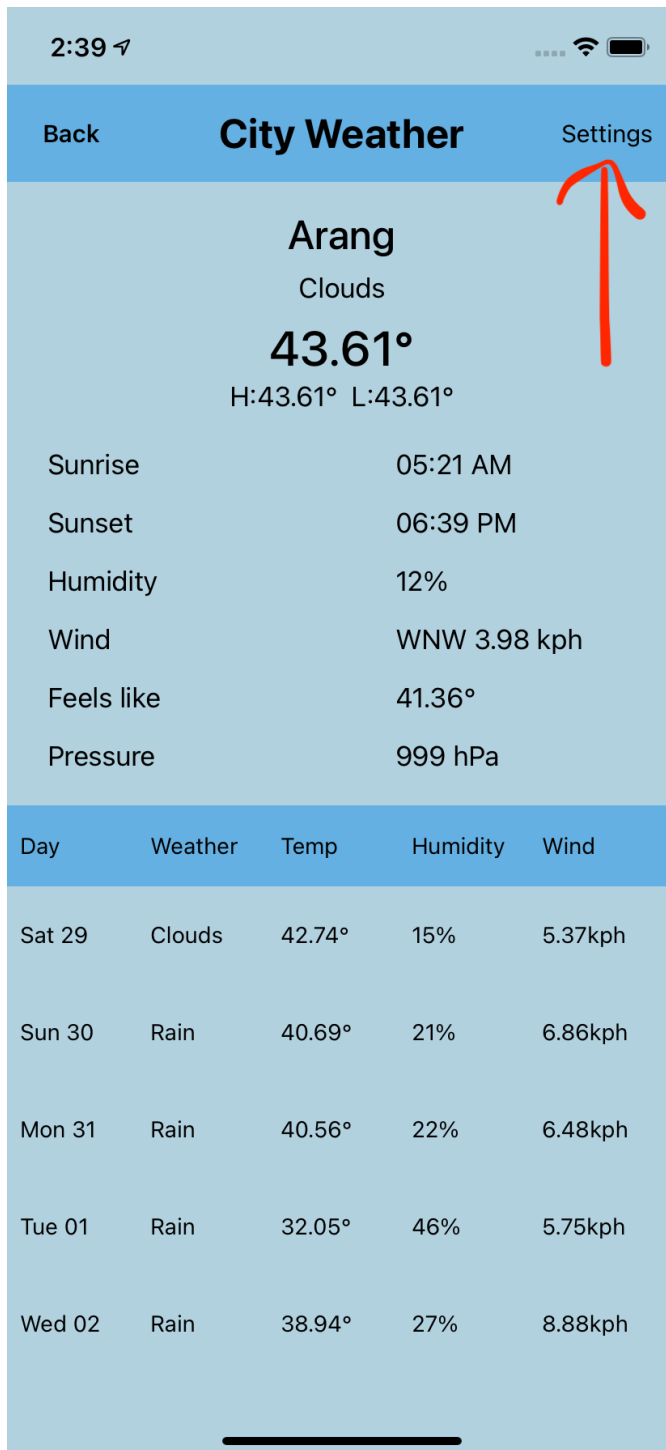 2:39
Back City Weather Settings
Arang
Clouds
43.61°
H:43.61° L:43.61°
Sunrise 05:21 AM
Sunset 06:39 PM
Humidity 12%
Wind WNW 3.98 kph
Feels like 41.36°
Pressure 999 hPa
Day Weather Temp Humidity Wind
Sat 29 Clouds 42.74° 15% 5.37kph
Sun 30 Rain 40.69° 21% 6.86kph
Mon 31 Rain 40.56° 22% 6.48kph
Tue 01 Rain 32.05° 46% 5.75kph
Wed 02 Rain 38.94° 27% 8.88kph